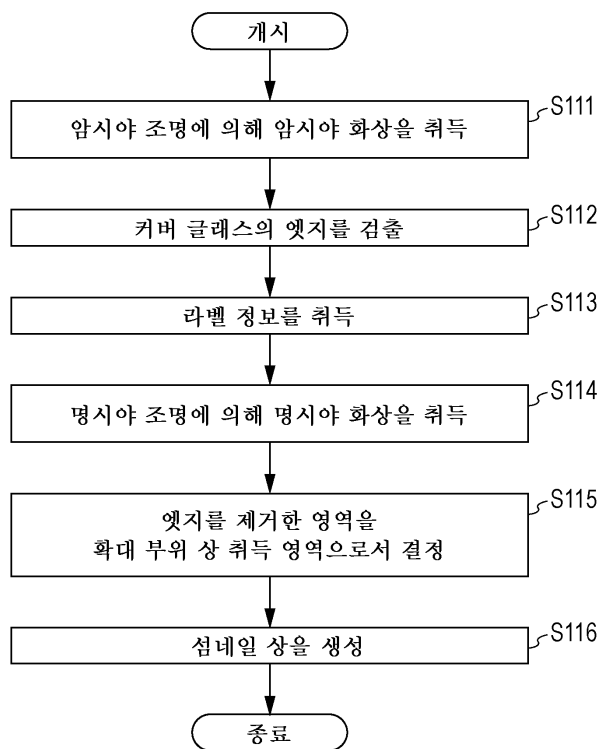 개시
암시야 조명에 의해 암시야 화상을 취득
S111
커버 글래스의 엣지를 검출
S112
라벨 정보를 취득
S113
명시야 조명에 의해 명시야 화상을 취득
S114
엣지를 제거한 영역을
확대 부위 상 취득 영역으로서 결정
S115
섬네일 상을 생성
S116
종료